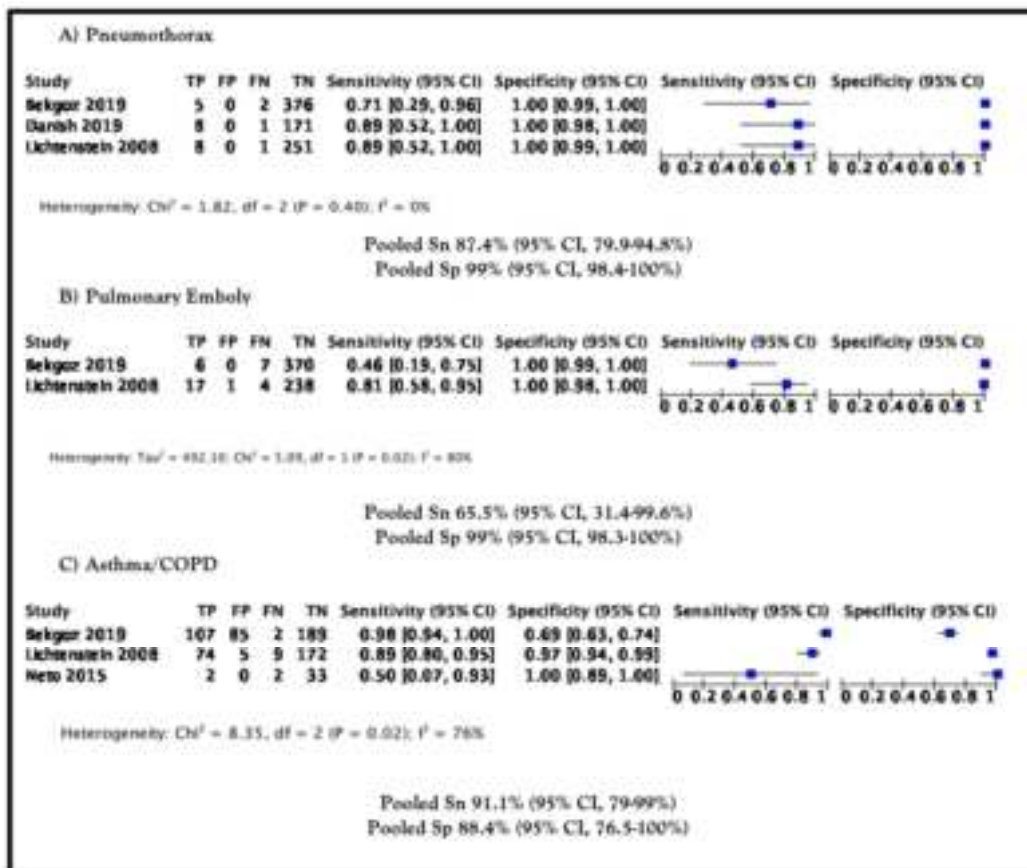 A) Pneumothorax
Study TP FP FN TN Sensitivity (95% CI) Specificity (95% CI) Sensitivity (95% CI) Specificity (95% CI)
Bekgoz 2019 5 0 2 376 0.71 [0.29, 0.96] 1.00 [0.99, 1.00]
Danish 2019 8 0 1 171 0.89 [0.52, 1.00] 1.00 [0.98, 1.00]
Lichtenstein 2008 8 0 1 251 0.89 [0.52, 1.00] 1.00 [0.99, 1.00]
0 0.2 0.4 0.6 0.8 1 0 0.2 0.4 0.6 0.8 1
Heterogeneity: Chi² = 1.82, df = 2 (P = 0.40); I² = 0%
Pooled Sn 87.4% (95% CI, 79.9-94.8%)
Pooled Sp 99% (95% CI, 98.4-100%)
B) Pulmonary Emboly
Study TP FP FN TN Sensitivity (95% CI) Specificity (95% CI) Sensitivity (95% CI) Specificity (95% CI)
Bekgoz 2019 6 0 7 370 0.46 [0.19, 0.75] 1.00 [0.99, 1.00]
Lichtenstein 2008 17 1 4 238 0.81 [0.58, 0.95] 1.00 [0.98, 1.00]
0 0.2 0.4 0.6 0.8 1 0 0.2 0.4 0.6 0.8 1
Heterogeneity: Tau² = 492.10; Chi² = 5.09, df = 1 (P = 0.02); I² = 80%
Pooled Sn 65.5% (95% CI, 31.4-99.6%)
Pooled Sp 99% (95% CI, 98.3-100%)
C) Asthma/COPD
Study TP FP FN TN Sensitivity (95% CI) Specificity (95% CI) Sensitivity (95% CI) Specificity (95% CI)
Bekgoz 2019 107 85 2 189 0.98 [0.94, 1.00] 0.69 [0.63, 0.74]
Lichtenstein 2008 74 5 9 172 0.89 [0.80, 0.95] 0.97 [0.94, 0.99]
Neto 2015 2 0 2 33 0.50 [0.07, 0.93] 1.00 [0.89, 1.00]
0 0.2 0.4 0.6 0.8 1 0 0.2 0.4 0.6 0.8 1
Heterogeneity: Chi² = 8.35, df = 2 (P = 0.02); I² = 76%
Pooled Sn 91.1% (95% CI, 79-99%)
Pooled Sp 88.4% (95% CI, 76.5-100%)